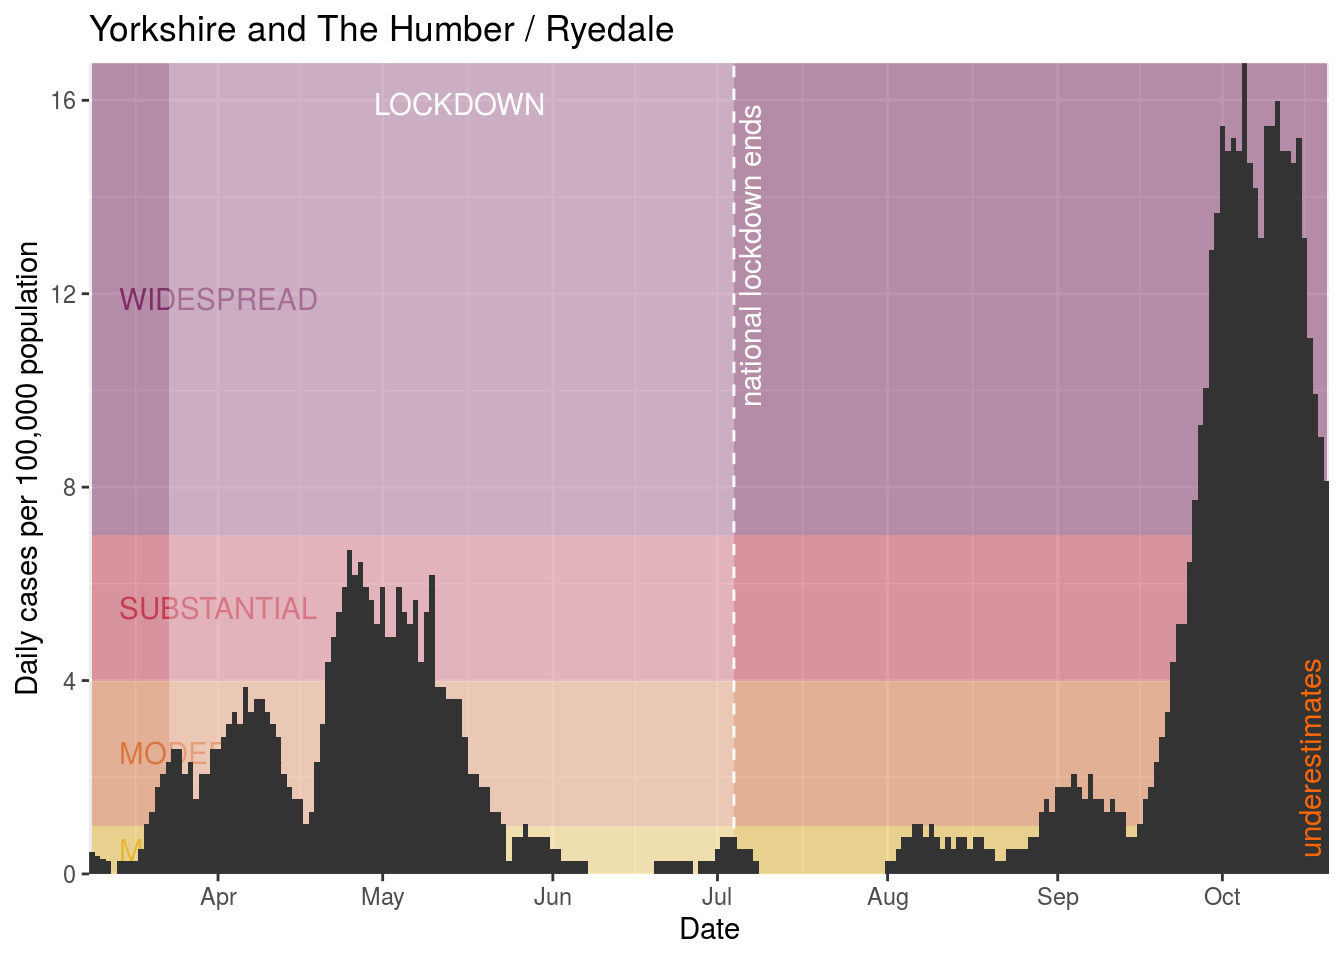 Yorkshire and The Humber / Ryedale
16
12
8
4
0
Daily cases per 100,000 population
LOCKDOWN
national lockdown ends
WIDESPREAD
SUBSTANTIAL
underestimates
Apr
May
Jun
Jul
Aug
Sep
Oct
Date